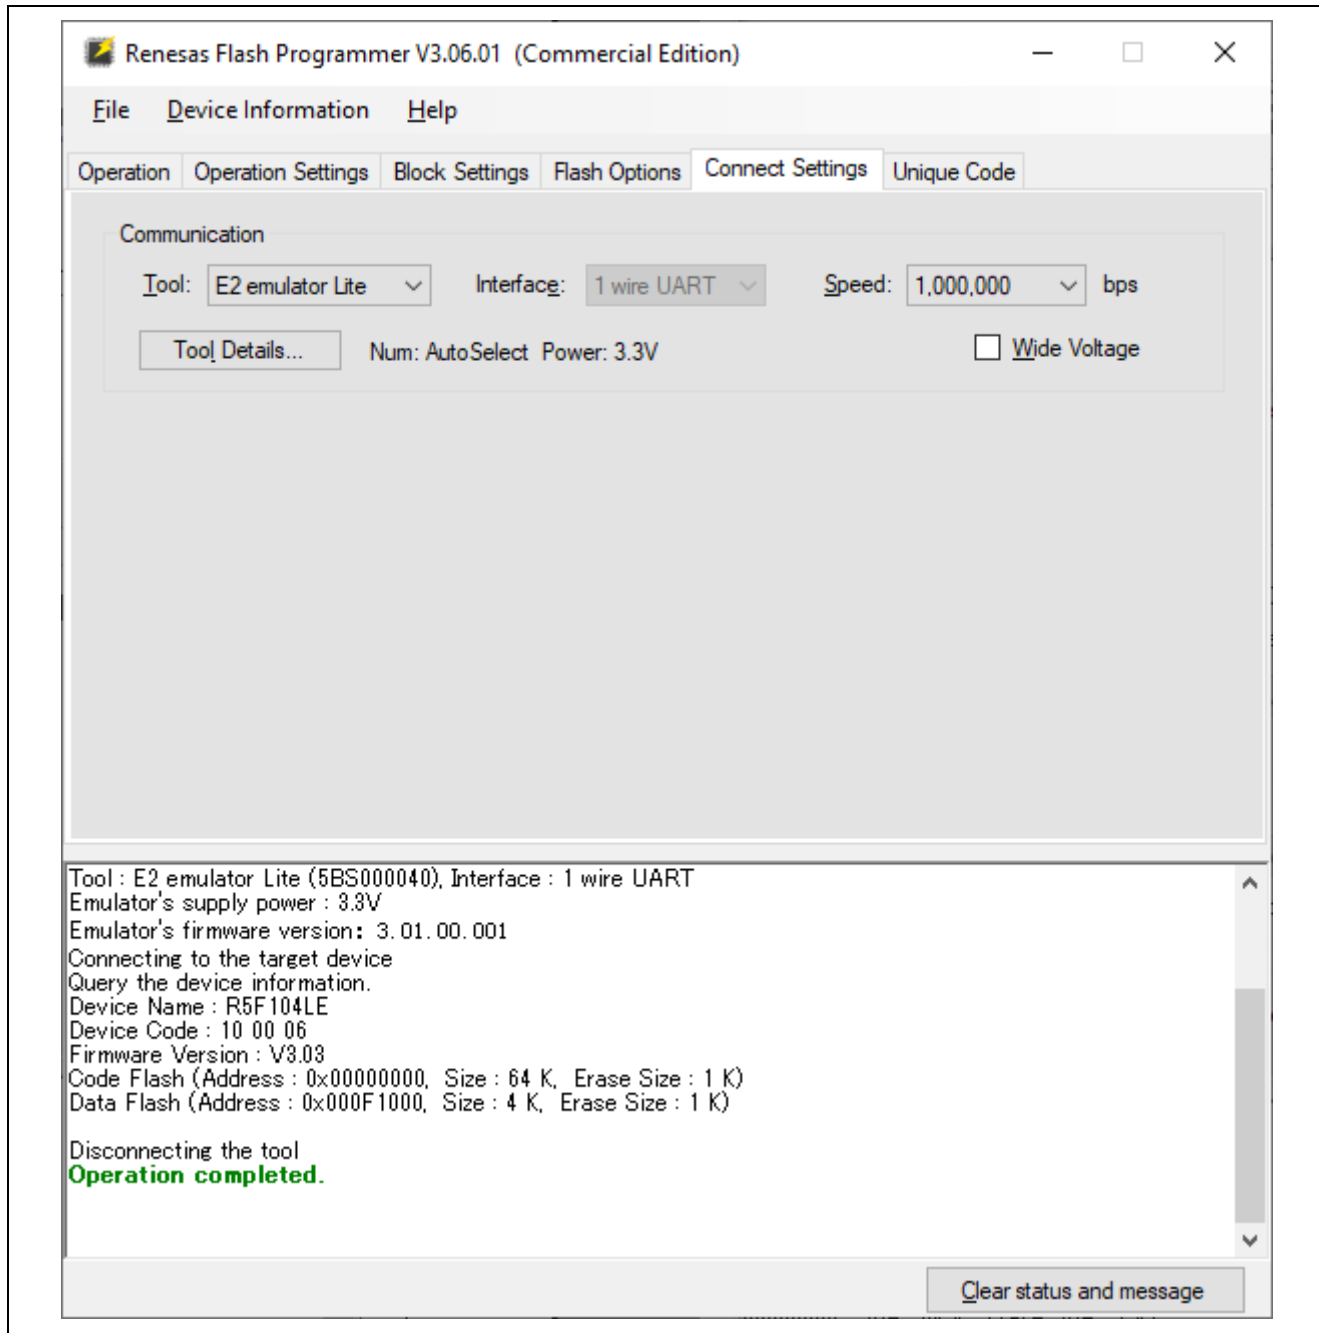 Renesas Flash Programmer V3.06.01 (Commercial Edition)
File Device Information Help
Operation Operation Settings Block Settings Flash Options Connect Settings Unique Code
Communication
Tool: E2 emulator Lite Interface: 1 wire UART Speed: 1,000,000 bps
Tool Details... Num: AutoSelect Power: 3.3V Wide Voltage
Tool : E2 emulator Lite (5BS000040), Interface : 1 wire UART
Emulator's supply power : 3.3V
Emulator's firmware version: 3.01.00.001
Connecting to the target device
Query the device information.
Device Name : R5F104LE
Device Code : 10 00 06
Firmware Version : V3.03
Code Flash (Address : 0x00000000, Size : 64 K, Erase Size : 1 K)
Data Flash (Address : 0x000F1000, Size : 4 K, Erase Size : 1 K)
Disconnecting the tool
Operation completed.
Clear status and message